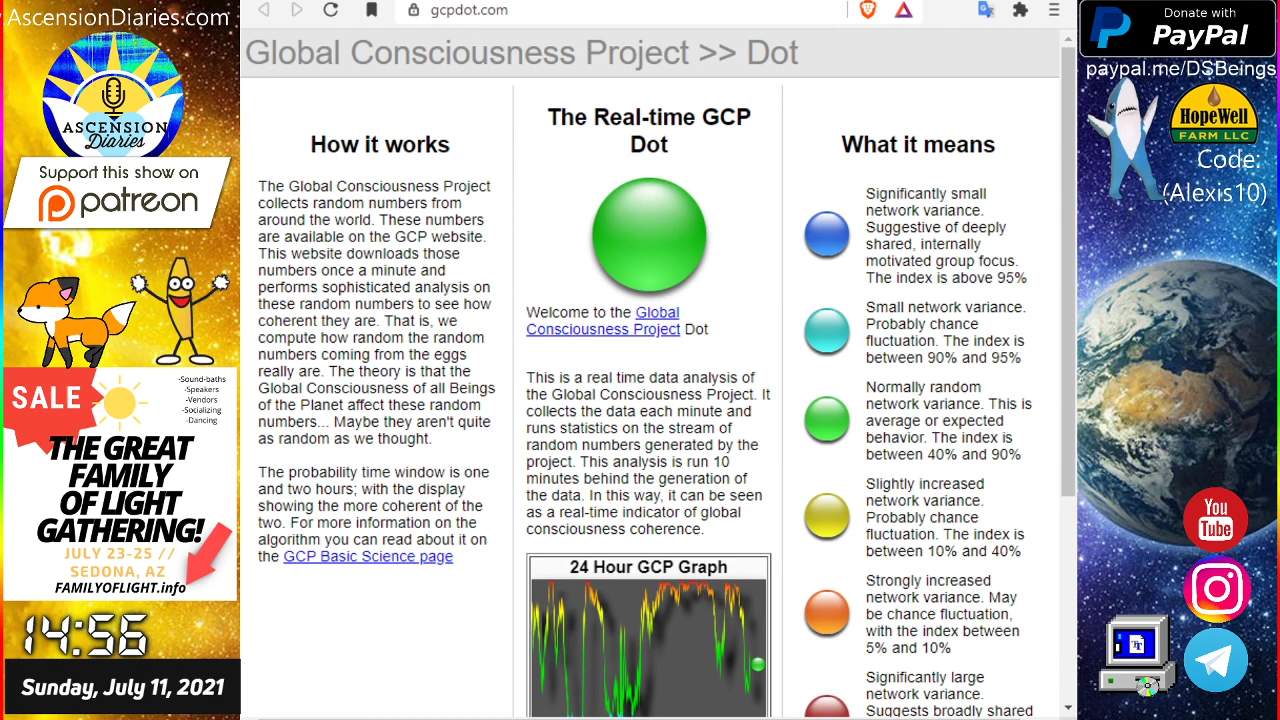 AscensionDiaries.com
ASCENSION
Diaries
Support this show on
patreon
SALE
-Sound-baths
-Speakers
-Vendors
-Socializing
-Dancing
THE GREAT
FAMILY
OF LIGHT
GATHERING!
JULY 23-25 //
SEDONA, AZ
FAMILYOFLIGHT.info
14:56
Sunday, July 11, 2021
gcpdot.com
Global Consciousness Project >> Dot
How it works
The Global Consciousness Project
collects random numbers from
around the world. These numbers
are available on the GCP website.
This website downloads those
numbers once a minute and
performs sophisticated analysis on
these random numbers to see how
coherent they are. That is, we
compute how random the random
numbers coming from the eggs
really are. The theory is that the
Global Consciousness of all Beings
of the Planet affect these random
numbers... Maybe they aren't quite
as random as we thought.
The probability time window is one
and two hours; with the display
showing the more coherent of the
two. For more information on the
algorithm you can read about it on
the GCP Basic Science page
The Real-time GCP
Dot
Welcome to the Global
Consciousness Project Dot
This is a real time data analysis of
the Global Consciousness Project. It
collects the data each minute and
runs statistics on the stream of
random numbers generated by the
project. This analysis is run 10
minutes behind the generation of
the data. In this way, it can be seen
as a real-time indicator of global
consciousness coherence.
24 Hour GCP Graph
What it means
Significantly small
network variance.
Suggestive of deeply
shared, internally
motivated group focus.
The index is above 95%
Small network variance.
Probably chance
fluctuation. The index is
between 90% and 95%
Normally random
network variance. This is
average or expected
behavior. The index is
between 40% and 90%
Slightly increased
network variance.
Probably chance
fluctuation. The index is
between 10% and 40%
Strongly increased
network variance. May
be chance fluctuation,
with the index between
5% and 10%
Significantly large
network variance.
Suggests broadly shared
Donate with
PayPal
paypal.me/DSBeings
HopeWell
FARM LLC
Code:
(Alexis10)
You
Tube